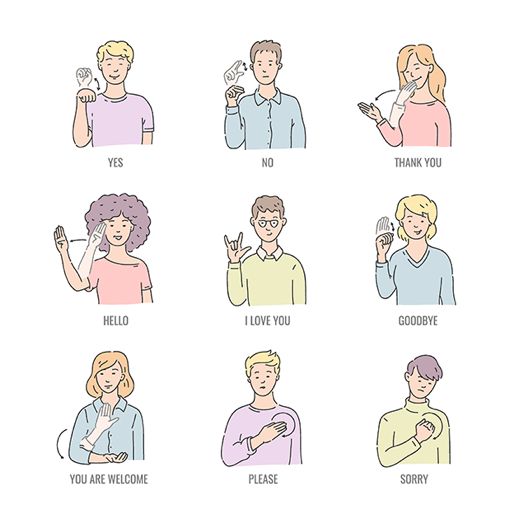 YES
NO
THANK YOU
HELLO
I LOVE YOU
GOODBYE
YOU ARE WELCOME
PLEASE
SORRY